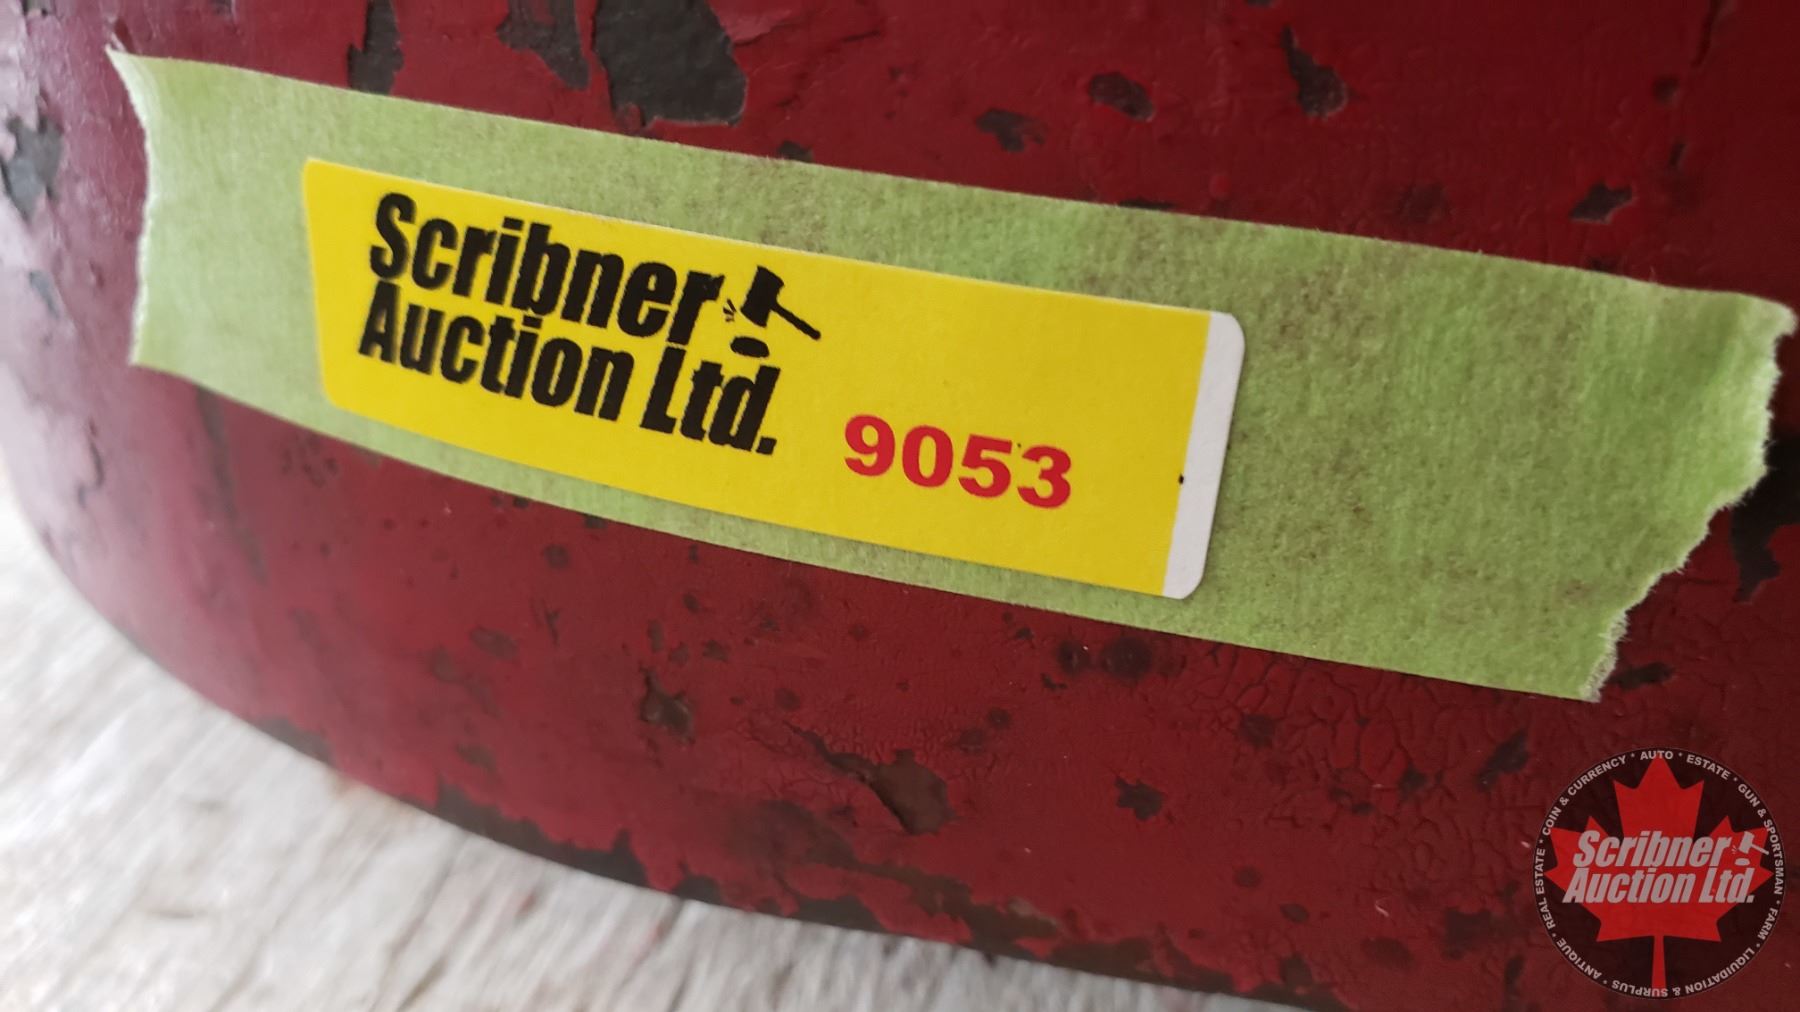 Scribner
Auction Ltd.
9053
COIN & CURRENCY * AUTO * ESTATE * GUN & SPORTSMAN * FARM * LIQUIDATION & SURPLUS * ANTIQUE * REAL ESTATE *
Scribner
Auction Ltd.